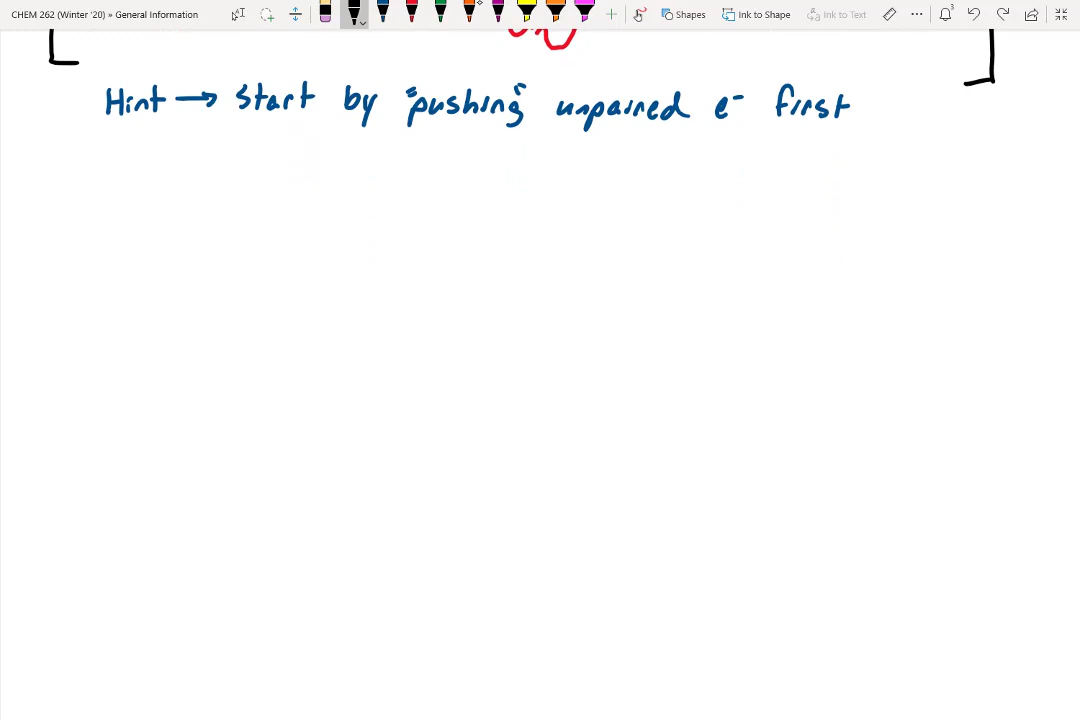 CHEM 262 (Winter '20) » General Information
Shapes
Ink to Shape
Ink to Text
3
Hint → Start by "pushing" unpaired e⁻ first